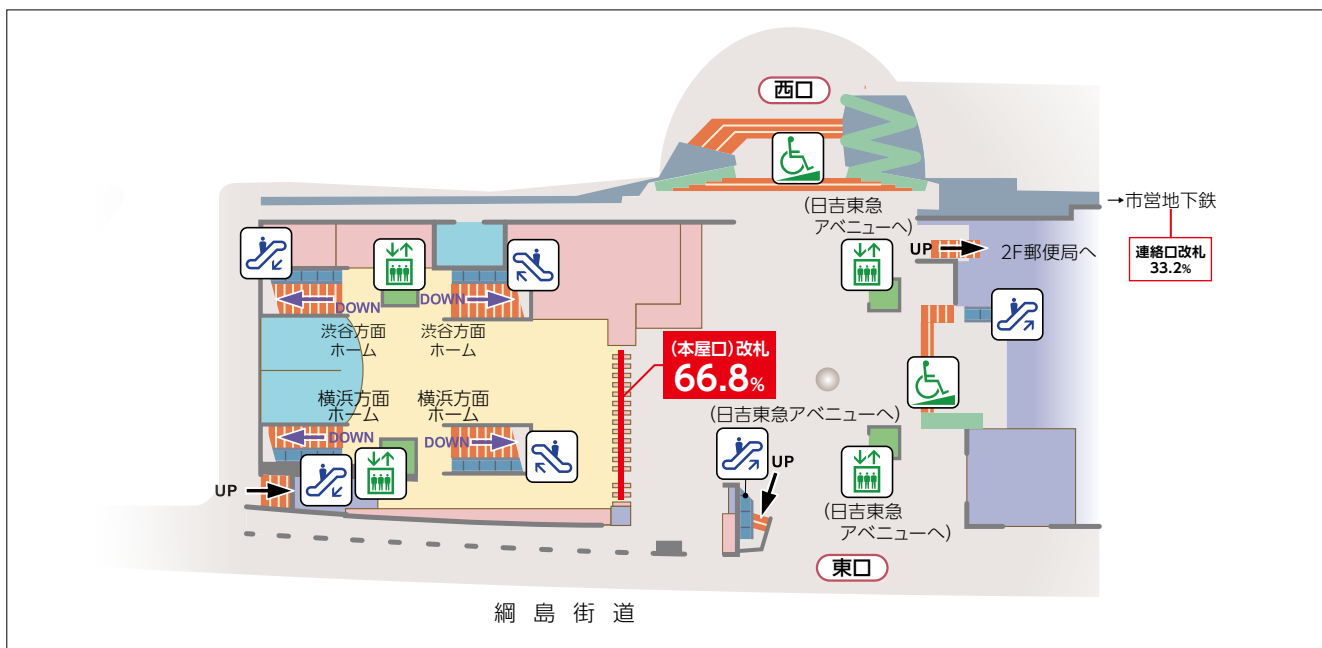 西口
(日吉東急
アベニューへ)
→市営地下鉄
連絡口改札
33.2%
UP
2F郵便局へ
DOWN
DOWN
渋谷方面
ホーム
渋谷方面
ホーム
(本屋口)改札
66.8%
横浜方面
ホーム
横浜方面
ホーム
(日吉東急アベニューへ)
DOWN
DOWN
UP
UP
(日吉東急
アベニューへ)
東口
綱島街道